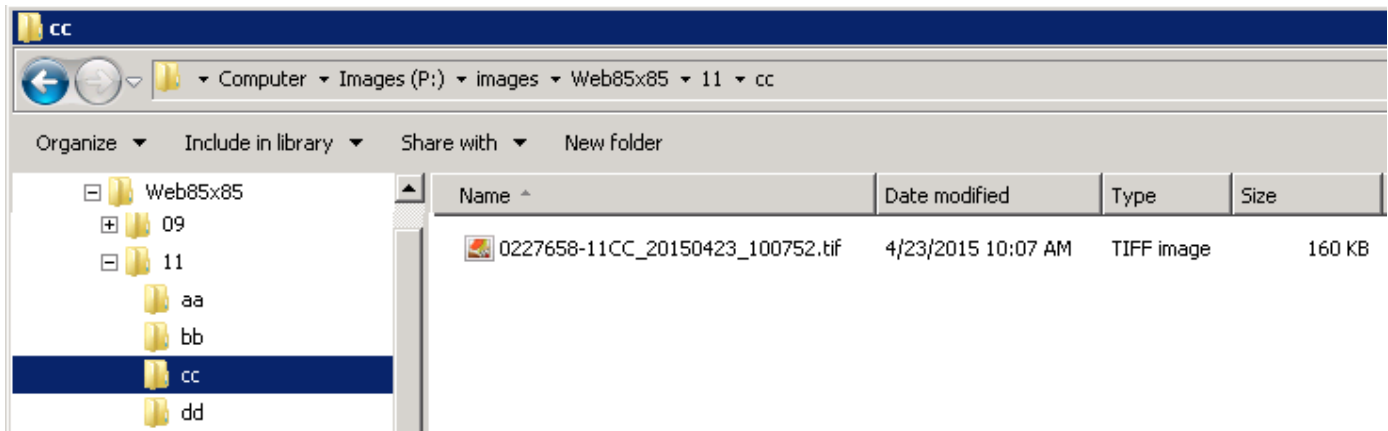 cc
Computer Images (P:) images Web85x85 11 cc
Organize Include in library Share with New folder
Web85x85
09
11
aa
bb
cc
dd
Name Date modified Type Size
0227658-11CC_20150423_100752.tif 4/23/2015 10:07 AM TIFF image 160 KB